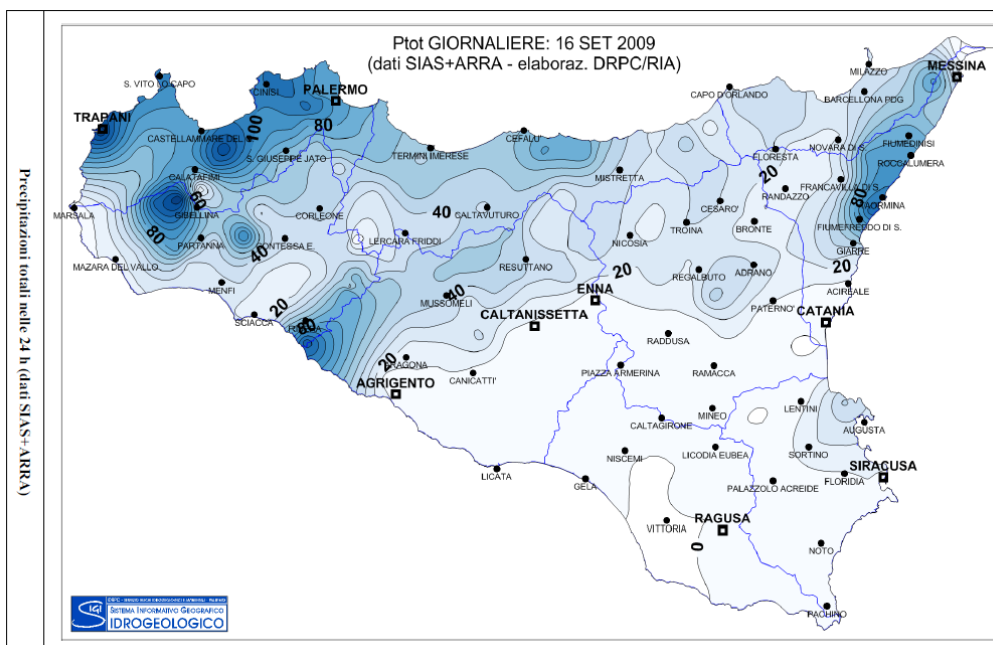 Precipitazioni totali nelle 24 h (dati SIAS+ARRA)
Ptot GIORNALIERE: 16 SET 2009
(dati SIAS+ARRA - elaboraz. DRPC/RIA)
MESSINA
MILAZZO
S. VITO LO CAPO
CINISI
PALERMO
CAPO D'ORLANDO
BARCELLONA PDG
TRAPANI
100
80
CASTELLAMMARE DEL
CEFALU'
FIUMEDINISI
NOVARA DI S.
S. GIUSEPPE JATO
TERMINI IMERESE
FLORESTA
ROCCALUMERA
CALATAFIMI
MISTRETTA
20
FRANCAVILLA DI S.
60
RANDAZZO
80
MARSALA
GIBELLINA
CORLEONE
40
CALTAVUTURO
CESARO'
TAORMINA
80
PARTANNA
CONTESSA E.
LERCARA FRIDDI
NICOSIA
TROINA
BRONTE
FIUMEFREDDO DI S.
40
GIARRE
MAZARA DEL VALLO
RESUTTANO
20
REGALBUTO
ADRANO
20
MENFI
40
MUSSOMELI
ENNA
ACIREALE
20
PATERNO'
SCIACCA
80
CALTANISSETTA
CATANIA
RADDUSA
20
ARAGONA
PIAZZA ARMERINA
RAMACCA
AGRIGENTO
CANICATTI'
LENTINI
MINEO
CALTAGIRONE
AUGUSTA
NISCEMI
LICODIA EUBEA
SORTINO
SIRACUSA
LICATA
GELA
PALAZZOLO ACREIDE
FLORIDIA
VITTORIA
RAGUSA
0
NOTO
PACHINO
SIGI
SISTEMA INFORMATIVO GEOGRAFICO
IDROGEOLOGICO